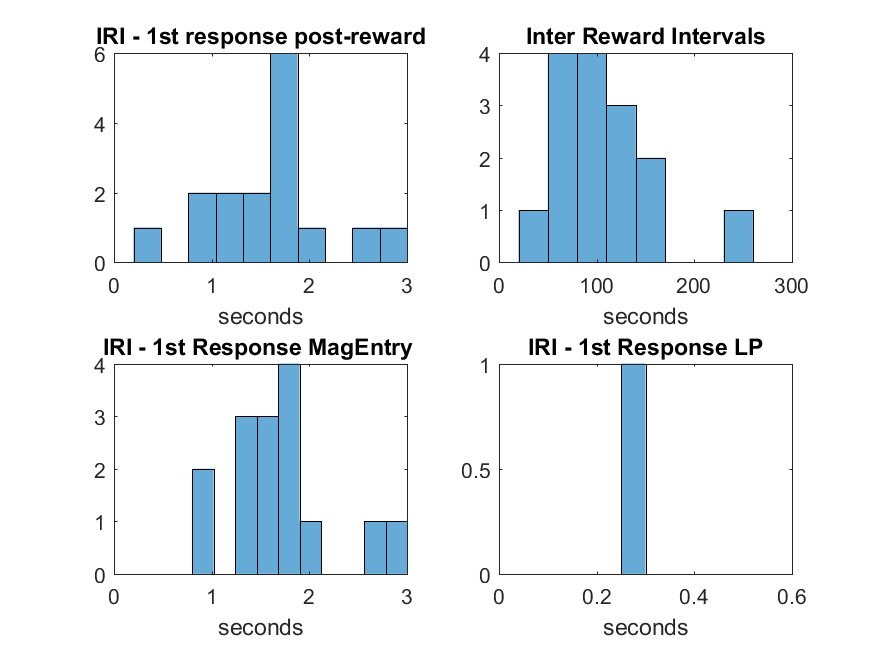 IRI - 1st response post-reward
6
4
2
0
0 1 2 3
seconds
Inter Reward Intervals
4
3
2
1
0
0 100 200 300
seconds
IRI - 1st Response MagEntry
4
3
2
1
0
0 1 2 3
seconds
IRI - 1st Response LP
1
0.5
0
0 0.2 0.4 0.6
seconds